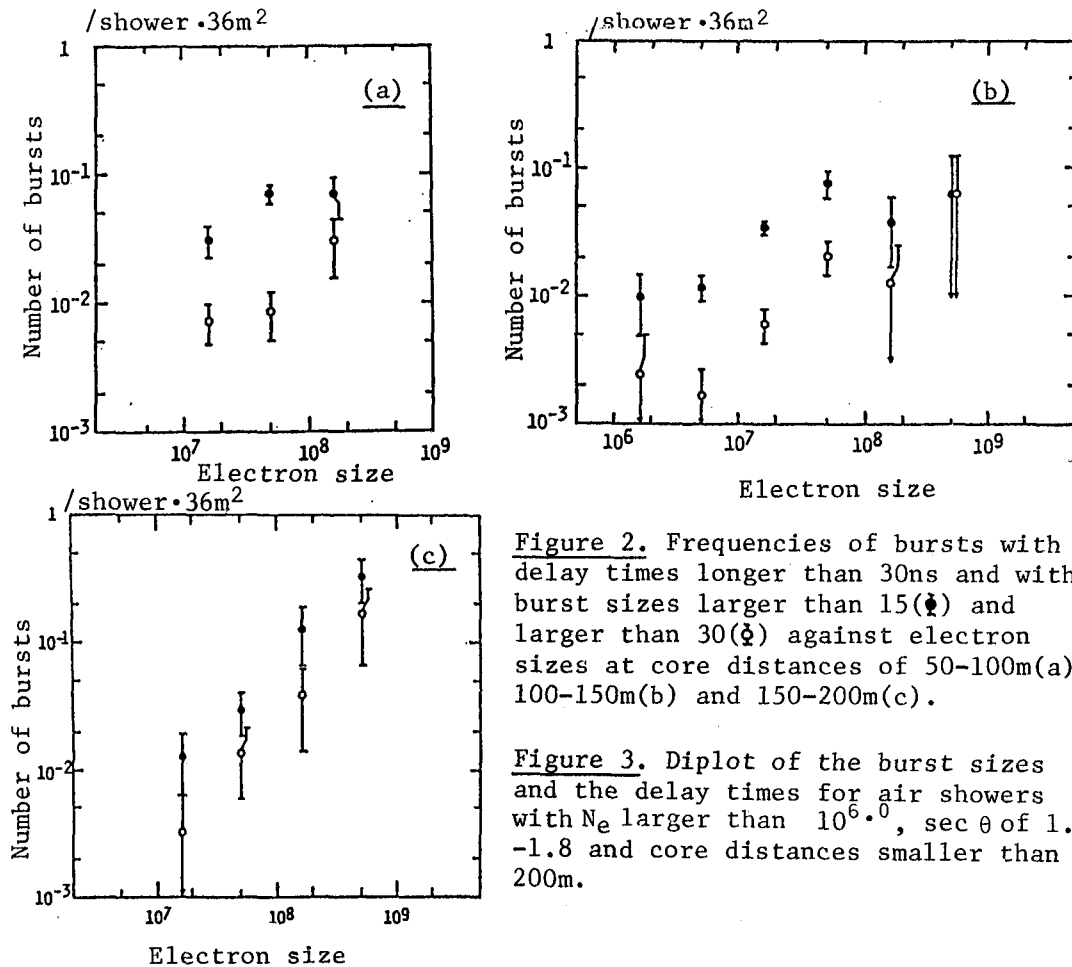 /shower·36m²
1
(a)
Number of bursts
10⁻¹
10⁻²
10⁻³
10⁷
10⁸
10⁹
Electron size
/shower·36m²
1
(b)
Number of bursts
10⁻¹
10⁻²
10⁻³
10⁶
10⁷
10⁸
10⁹
Electron size
/shower·36m²
1
(c)
Number of bursts
10⁻¹
10⁻²
10⁻³
10⁷
10⁸
10⁹
Electron size
Figure 2. Frequencies of bursts with
delay times longer than 30ns and with
burst sizes larger than 15(●) and
larger than 30(○) against electron
sizes at core distances of 50-100m(a)
100-150m(b) and 150-200m(c).
Figure 3. Diplot of the burst sizes
and the delay times for air showers
with Nₑ larger than 10⁶·⁰, sec θ of 1.
-1.8 and core distances smaller than
200m.